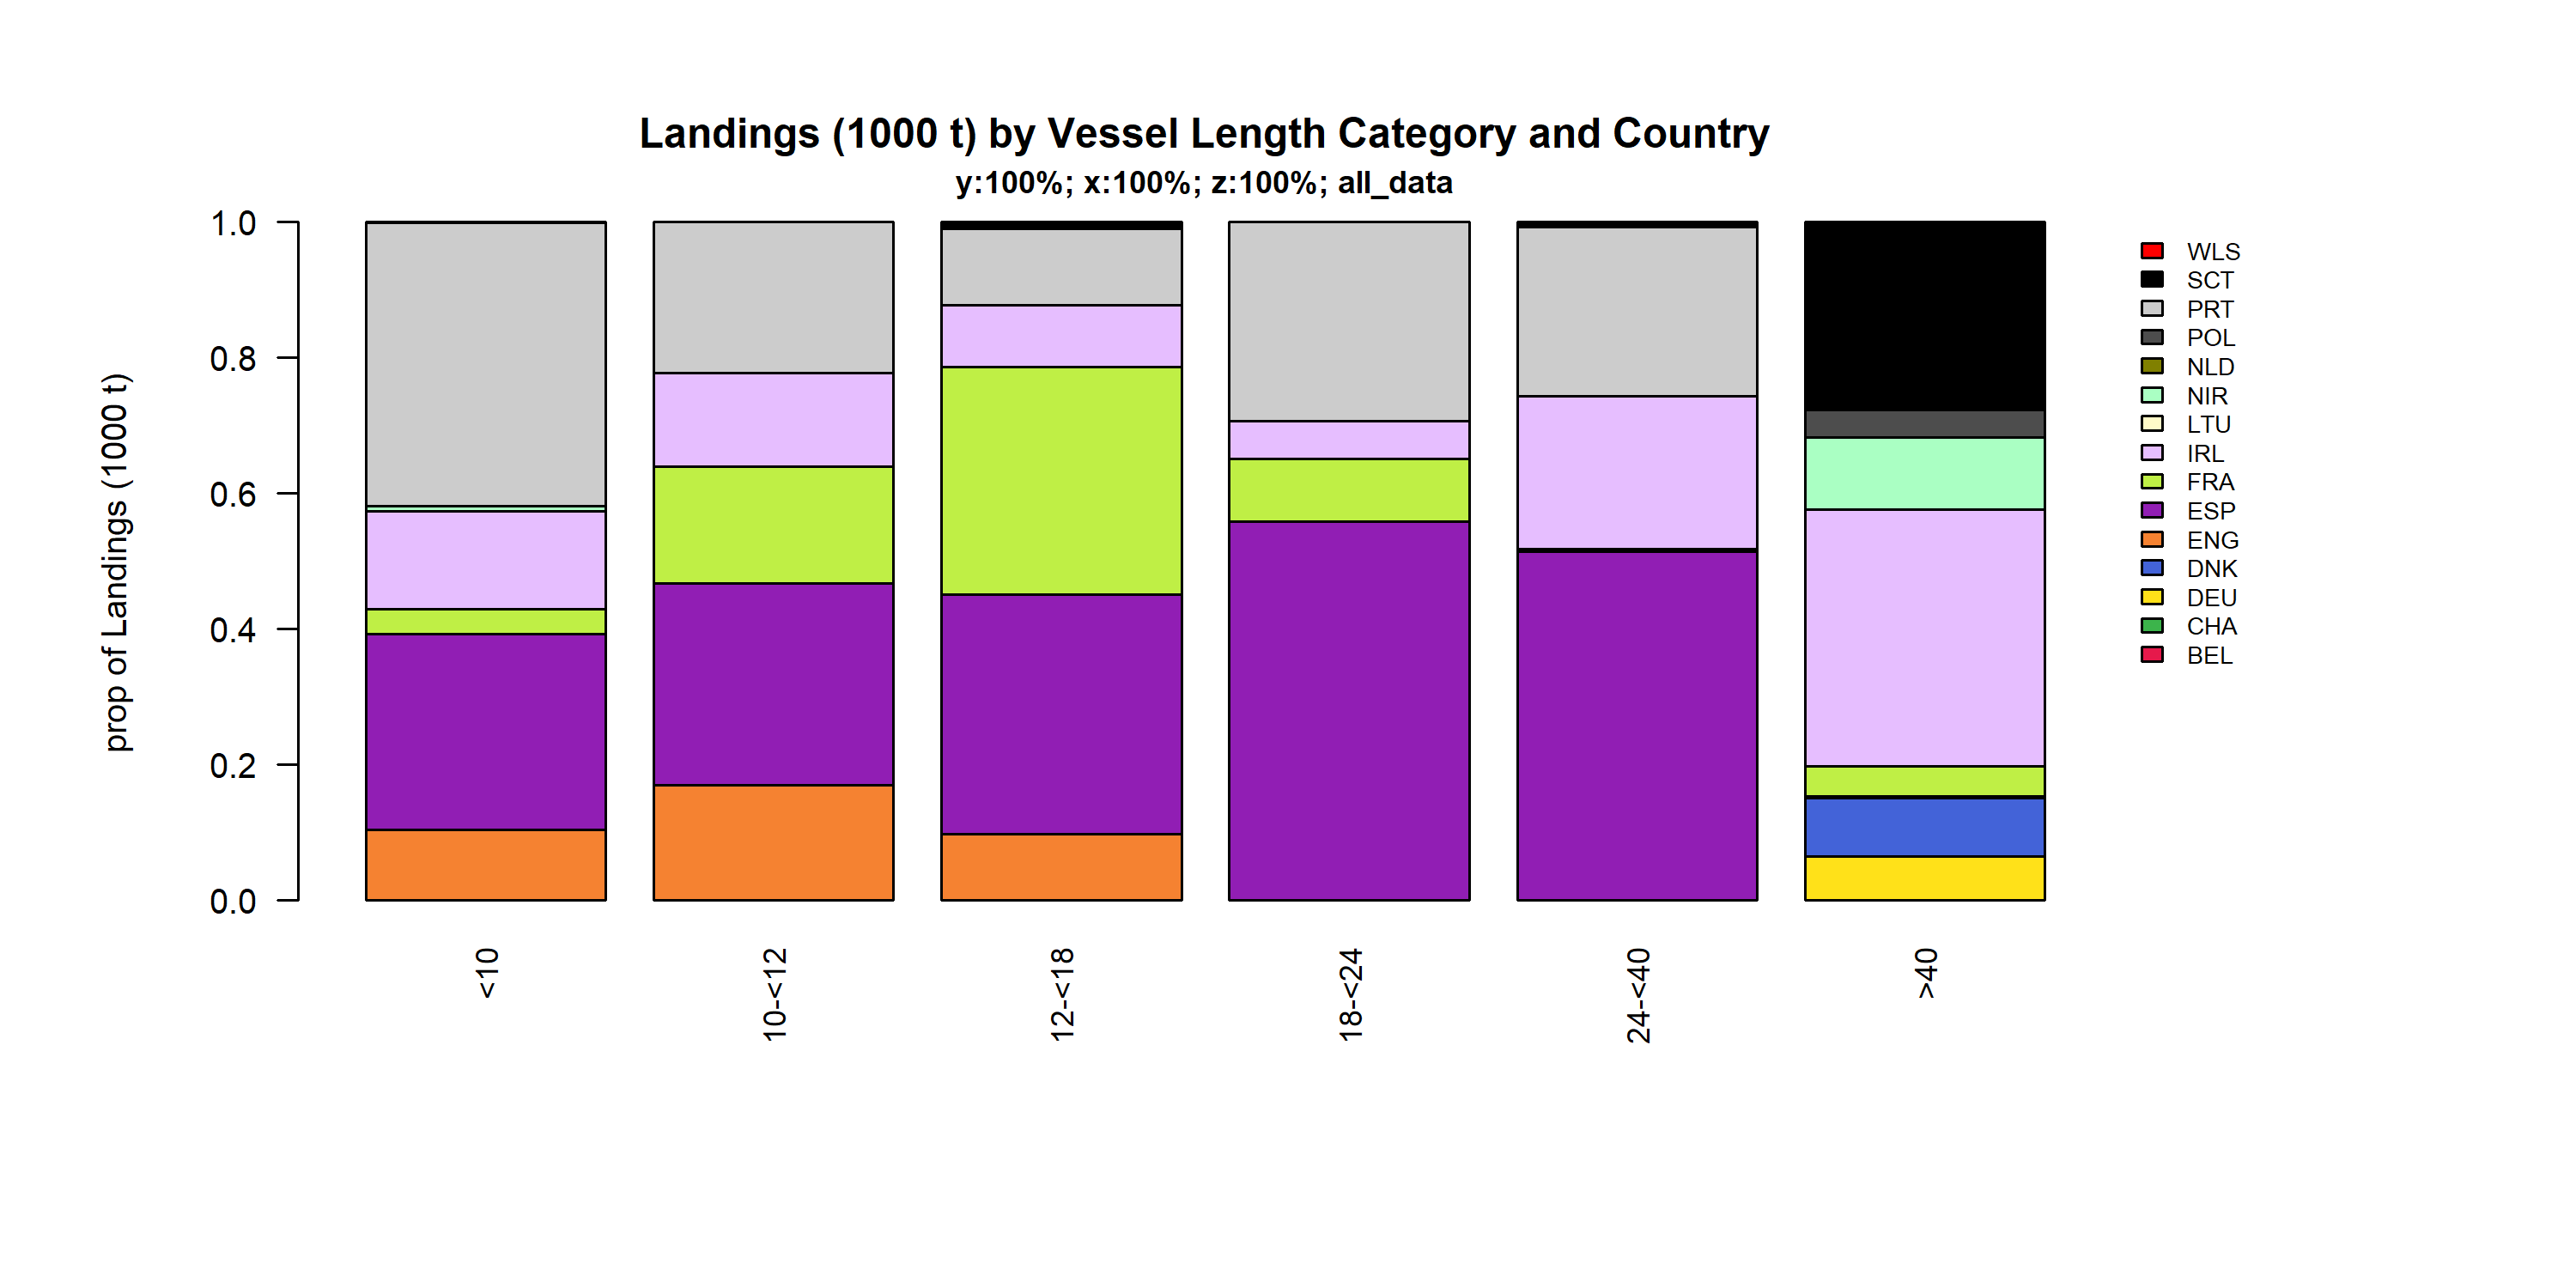 Landings (1000 t) by Vessel Length Category and Country
y:100%; x:100%; z:100%; all_data
prop of Landings (1000 t)
1.0
0.8
0.6
0.4
0.2
0.0
<10
10-<12
12-<18
18-<24
24-<40
>40
WLS
SCT
PRT
POL
NLD
NIR
LTU
IRL
FRA
ESP
ENG
DNK
DEU
CHA
BEL